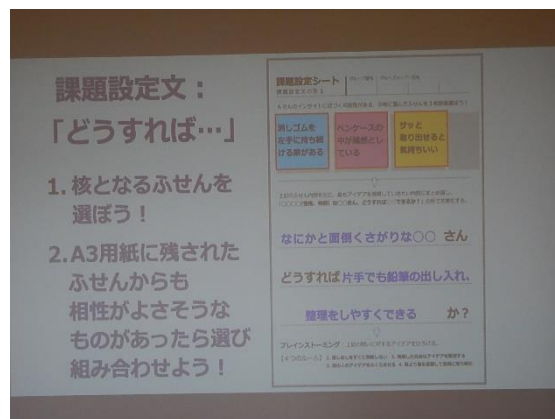 課題設定文：
「どうすれば…」
1. 核となるふせんを
選ぼう！
2. A3用紙に残された
ふせんからも
相性がよさそうな
ものがあったら選び
組み合わせよう！
課題設定シート
消しゴムを
左手に持ち続
ける癖がある
ペンケースの
中が雑然とし
ている
サッと
取り出せると
気持ちいい
なにかと面倒くさがりな○○ さん
どうすれば 片手でも鉛筆の出し入れ、
整理をしやすくできる か？
ブレインストーミング
【4つのルール】